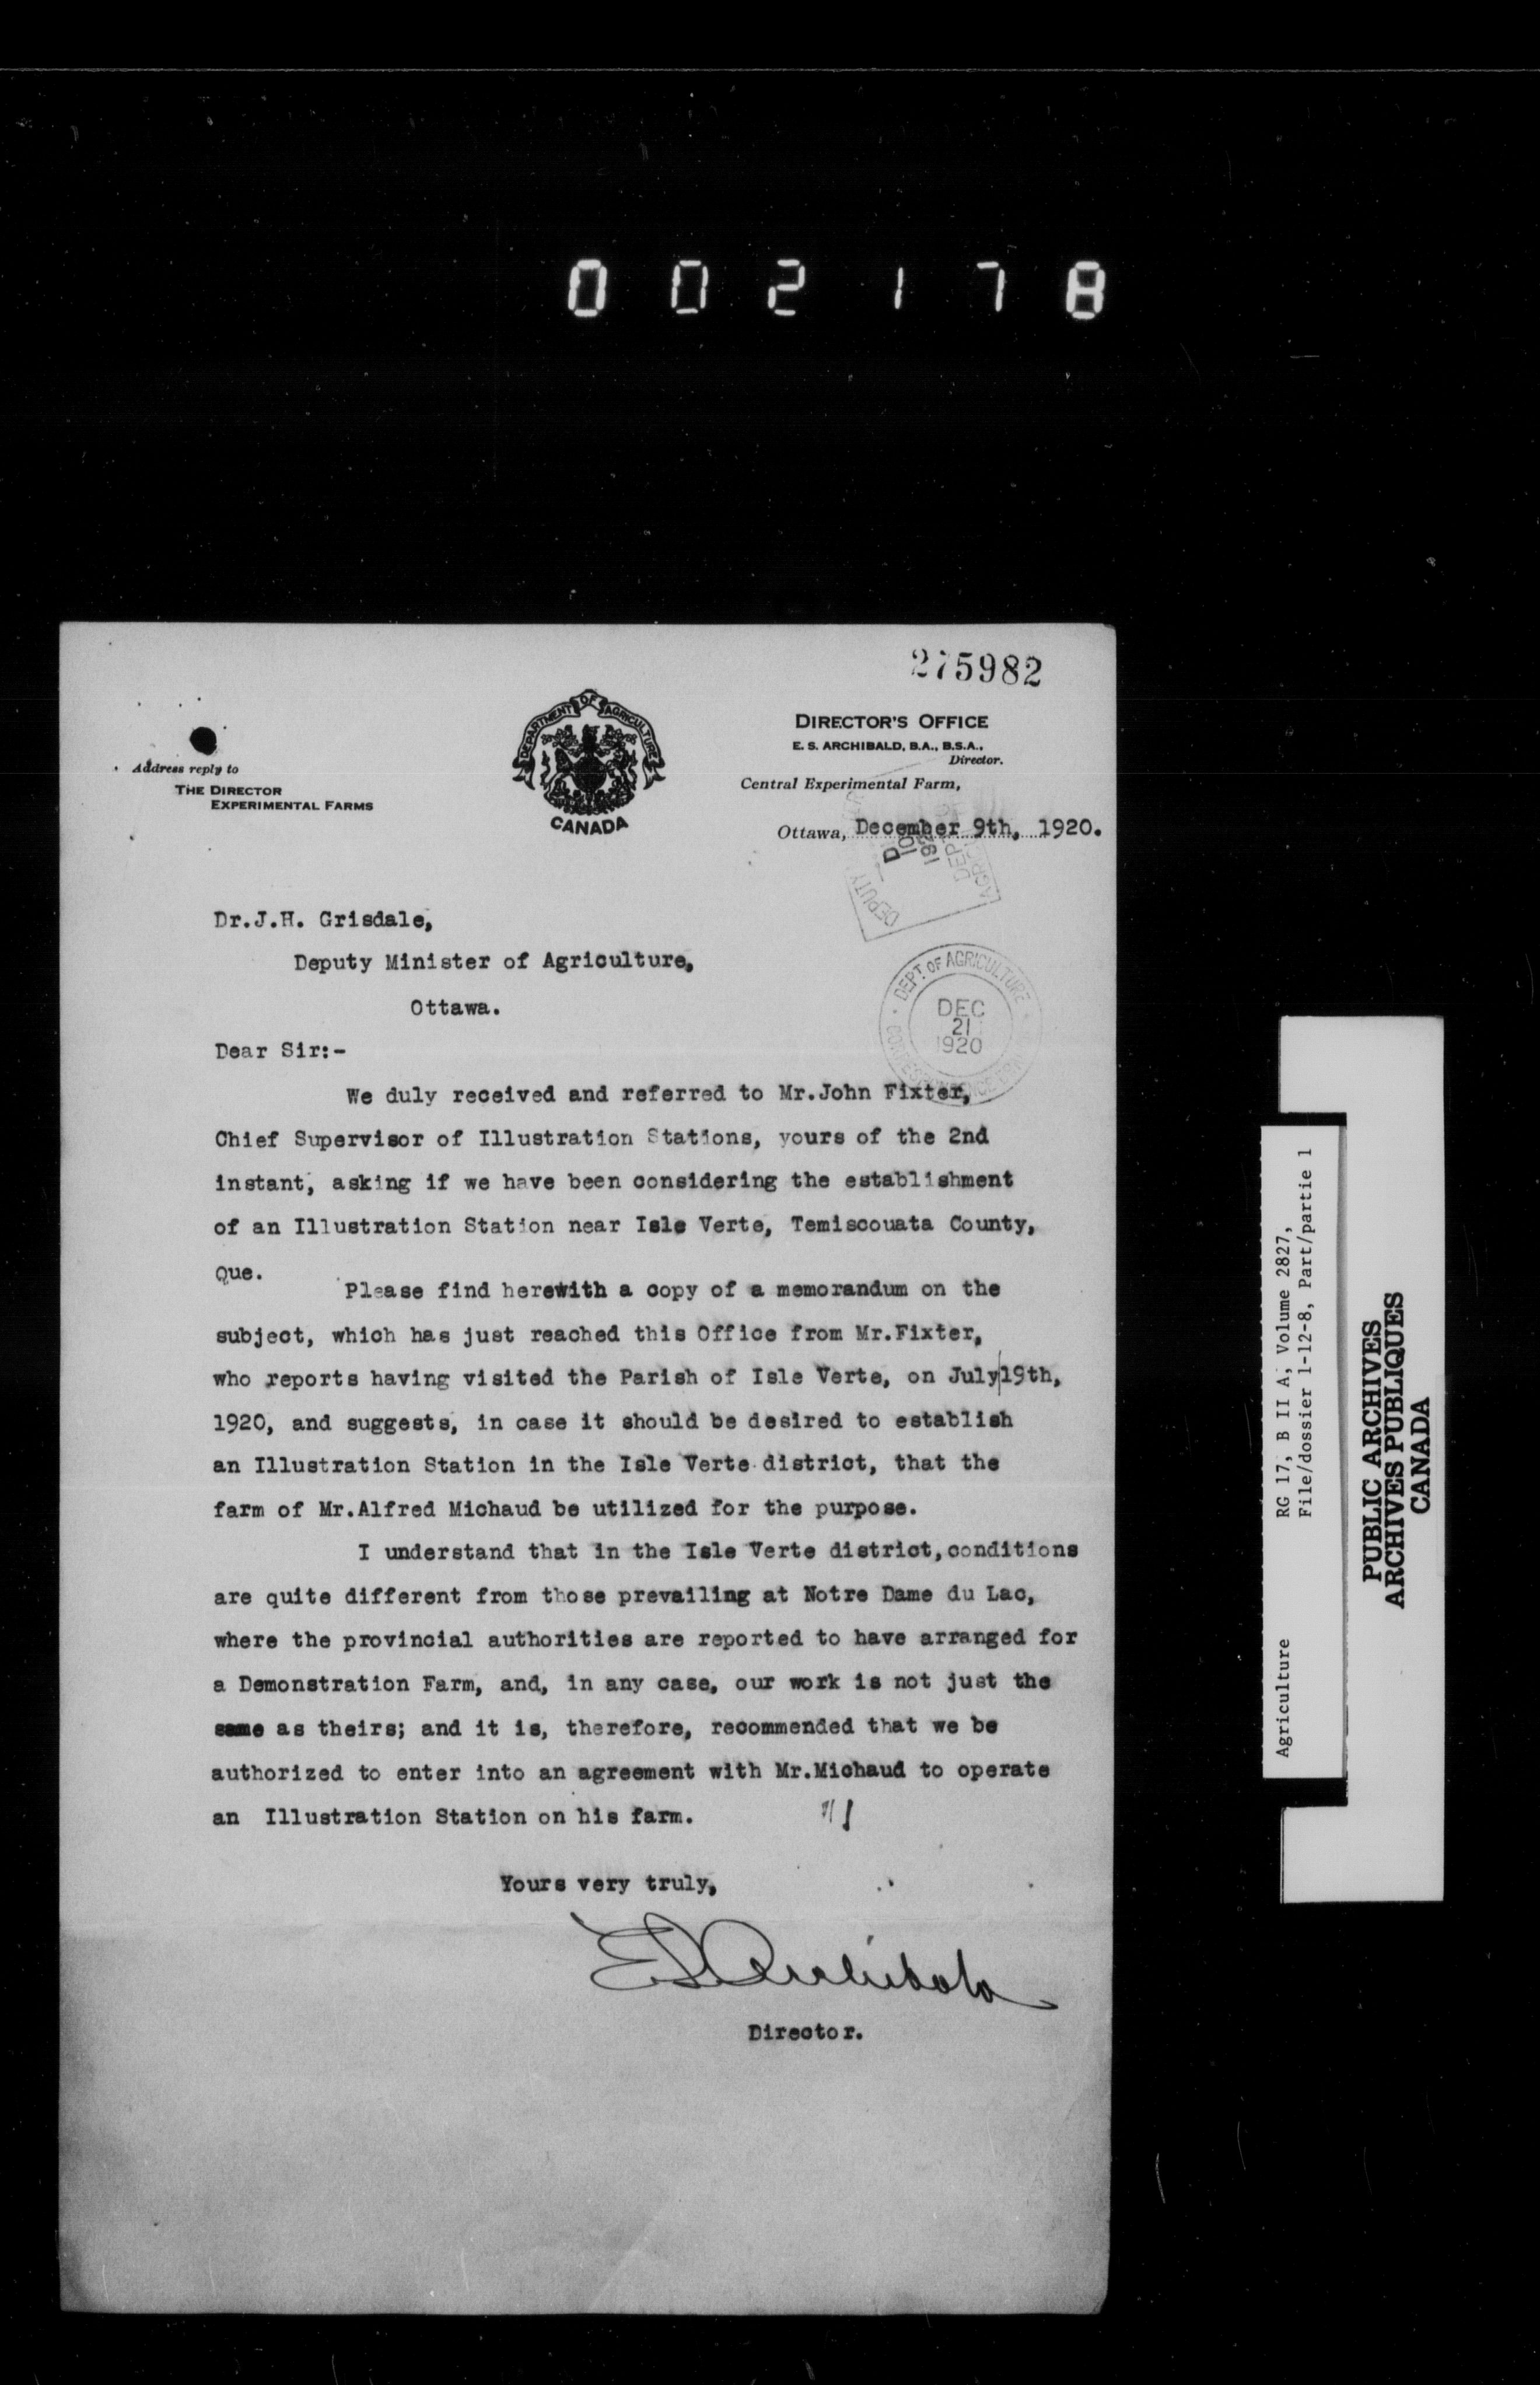 002178
275982
DEPARTMENT OF AGRICULTURE
CANADA
Address reply to
THE DIRECTOR
EXPERIMENTAL FARMS
DIRECTOR'S OFFICE
E. S. ARCHIBALD, B.A., B.S.A.,
Director.
Central Experimental Farm,
Ottawa, December 9th, 1920.
DEPUTY
DEPT. OF AGRICULTURE
DEC
21
1920
Dr.J.H. Grisdale,
Deputy Minister of Agriculture,
Ottawa.
Dear Sir:-
We duly received and referred to Mr.John Fixter,
Chief Supervisor of Illustration Stations, yours of the 2nd
instant, asking if we have been considering the establishment
of an Illustration Station near Isle Verte, Temiscouata County,
Que.
Please find herewith a copy of a memorandum on the
subject, which has just reached this Office from Mr.Fixter,
who reports having visited the Parish of Isle Verte, on July 19th,
1920, and suggests, in case it should be desired to establish
an Illustration Station in the Isle Verte district, that the
farm of Mr.Alfred Michaud be utilized for the purpose.
I understand that in the Isle Verte district, conditions
are quite different from those prevailing at Notre Dame du Lac,
where the provincial authorities are reported to have arranged for
a Demonstration Farm, and, in any case, our work is not just the
same as theirs; and it is, therefore, recommended that we be
authorized to enter into an agreement with Mr.Michaud to operate
an Illustration Station on his farm.
Yours very truly,
E S Archibald
Director.
Agriculture RG 17, B II A, Volume 2827,
File/dossier 1-12-8, Part/partie 1
PUBLIC ARCHIVES
ARCHIVES PUBLIQUES
CANADA